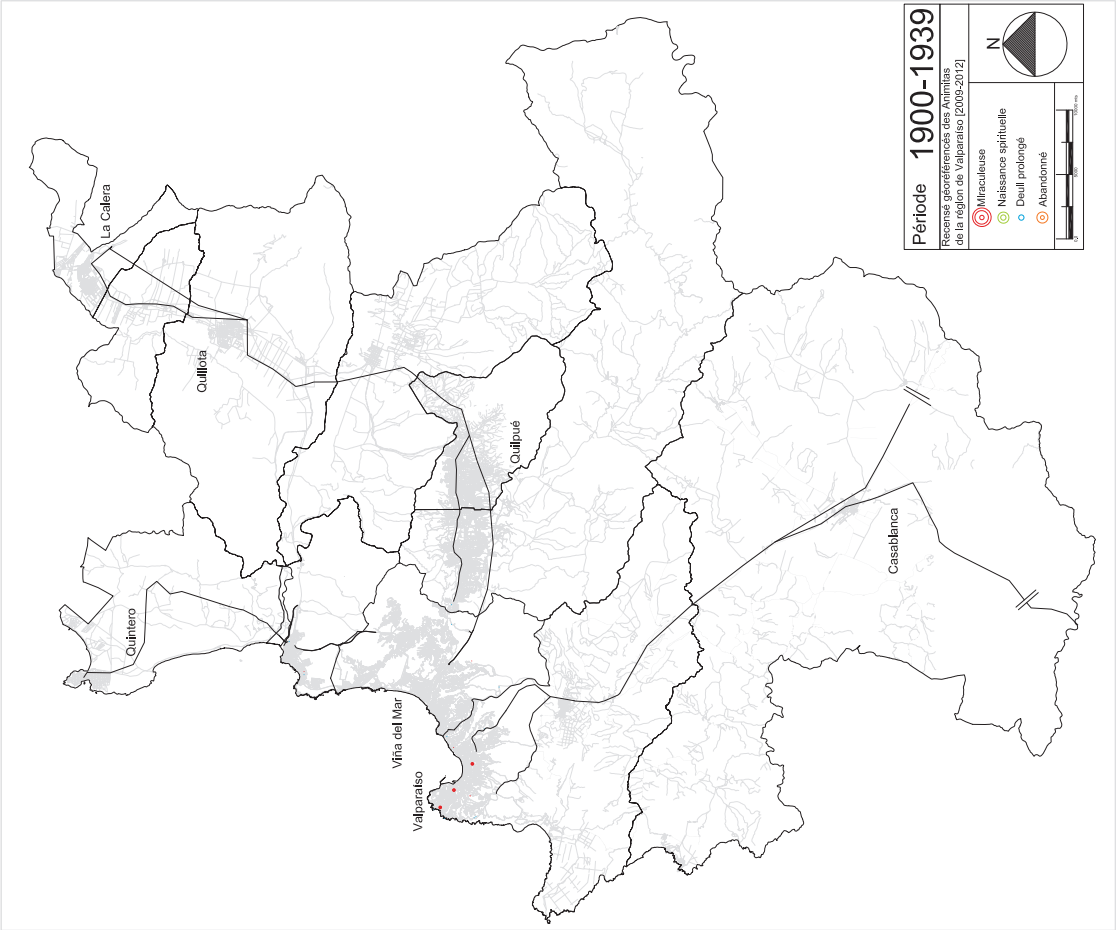 Période 1900-1939
Recensé géoréférencés des Animitas
de la région de Valparaíso [2009-2012]
Miraculeuse
Naissance spirituelle
Deuil prolongé
Abandonné
N
La Calera
Quillota
Quilpué
Quintero
Viña del Mar
Valparaíso
Casablanca